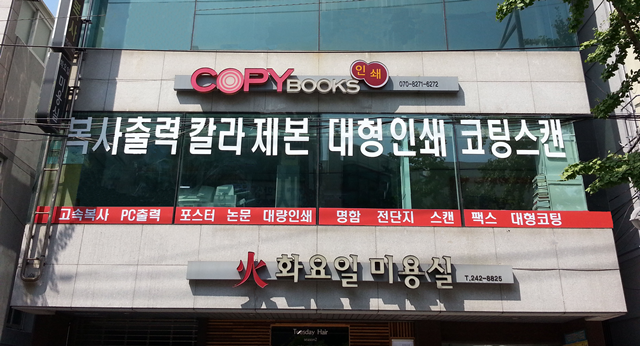 COPY BOOKS 인쇄 070-8271-6272
복사출력 칼라 제본 대형인쇄 코팅스캔
고속복사 PC출력 포스터 논문 대량인쇄 명함 전단지 스캔 팩스 대형코팅
火 화요일 미용실 T.242-8825
Tuesday Hair